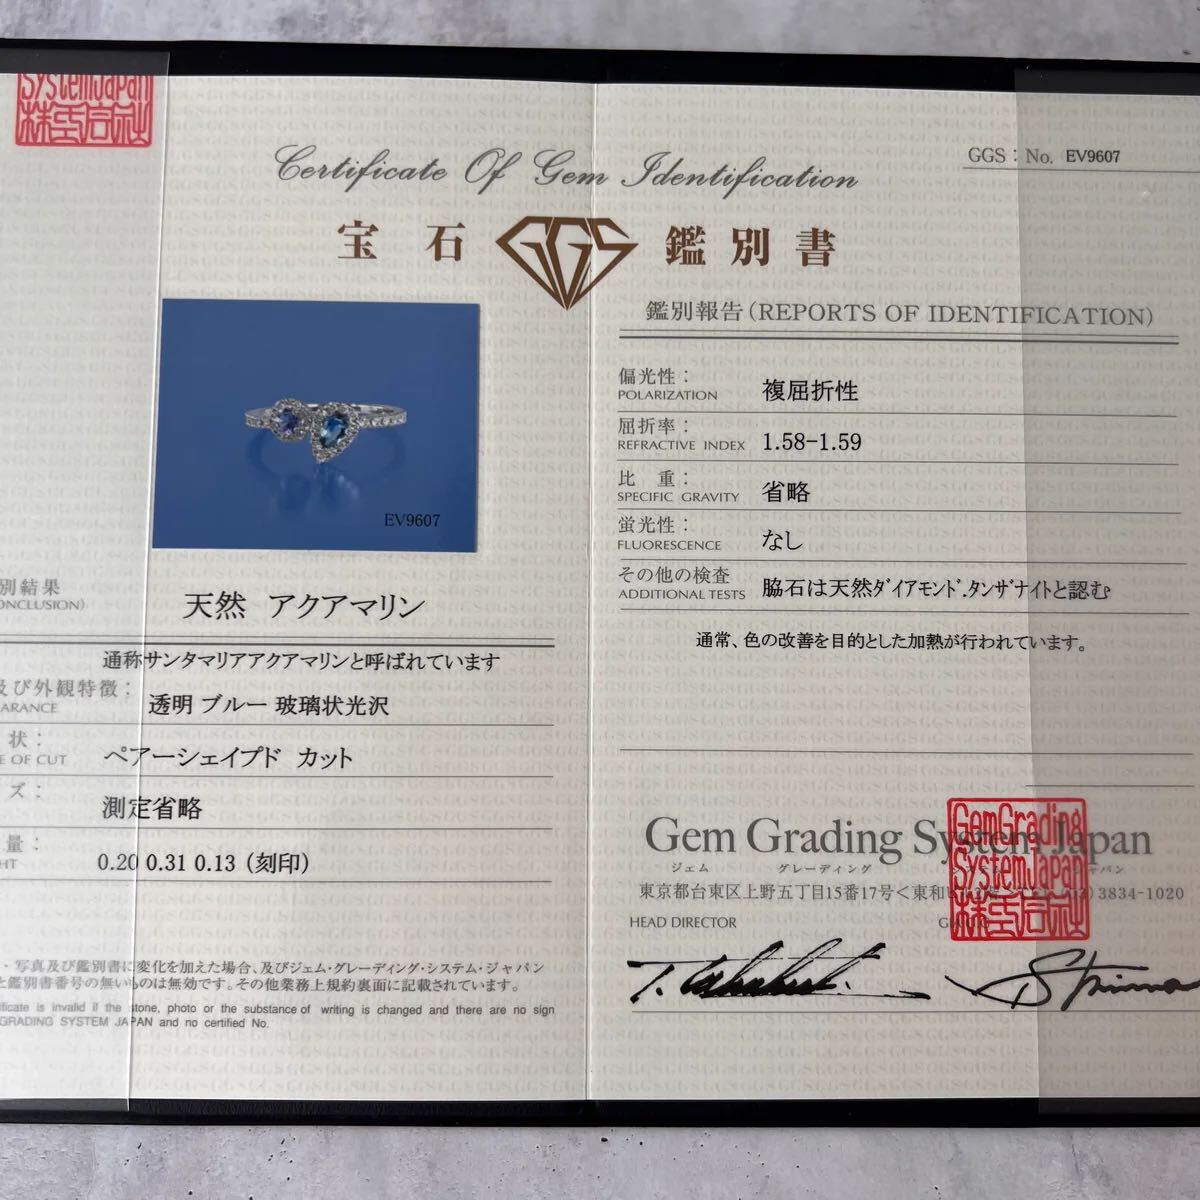 SystemJapan
株式会社
Certificate Of Gem Identification
GGS : No. EV9607
宝石 GGS 鑑別書
EV9607
別結果
ONCLUSION)
天然 アクアマリン
通称サンタマリアアクアマリンと呼ばれています
及び外観特徴:
ARANCE
透明 ブルー 玻璃状光沢
状:
E OF CUT
ペアーシェイプド カット
ズ:
測定省略
量:
HT
0.20 0.31 0.13 (刻印)
・写真及び鑑別書に変化を加えた場合、及びジェム・グレーディング・システム・ジャパン
と鑑別書番号の無いものは無効です。その他業務上規約裏面に記載されています。
ificate is invalid if the stone, photo or the substance of writing is changed and there are no sign
GRADING SYSTEM JAPAN and no certified No.
鑑別報告(REPORTS OF IDENTIFICATION)
偏光性:
POLARIZATION
複屈折性
屈折率:
REFRACTIVE INDEX
1.58-1.59
比 重:
SPECIFIC GRAVITY
省略
蛍光性:
FLUORESCENCE
なし
その他の検査
ADDITIONAL TESTS
脇石は天然ダイアモンド.タンザナイトと認む
通常、色の改善を目的とした加熱が行われています。
Gem Grading System Japan
ジェム グレーディング
東京都台東区上野五丁目15番17号<東和
3834-1020
HEAD DIRECTOR
GemGrading
SystemJapan
株式会社